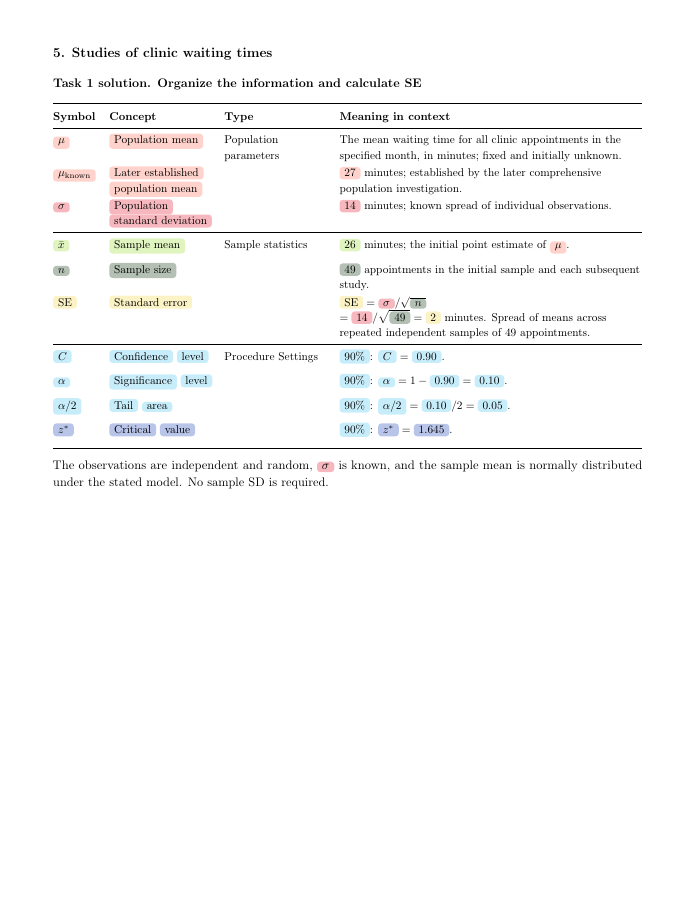 5. Studies of clinic waiting times
Task 1 solution. Organize the information and calculate SE
Symbol Concept Type Meaning in context
μ Population mean Population parameters The mean waiting time for all clinic appointments in the
specified month, in minutes; fixed and initially unknown.
μknown Later established population mean 27 minutes; established by the later comprehensive
population investigation.
σ Population standard deviation 14 minutes; known spread of individual observations.
x̄ Sample mean Sample statistics 26 minutes; the initial point estimate of μ.
n Sample size 49 appointments in the initial sample and each subsequent
study.
SE Standard error SE = σ/√n
= 14/√49 = 2 minutes. Spread of means across
repeated independent samples of 49 appointments.
C Confidence level Procedure Settings 90%: C = 0.90.
α Significance level 90%: α = 1 − 0.90 = 0.10.
α/2 Tail area 90%: α/2 = 0.10/2 = 0.05.
z* Critical value 90%: z* = 1.645.
The observations are independent and random, σ is known, and the sample mean is normally distributed
under the stated model. No sample SD is required.